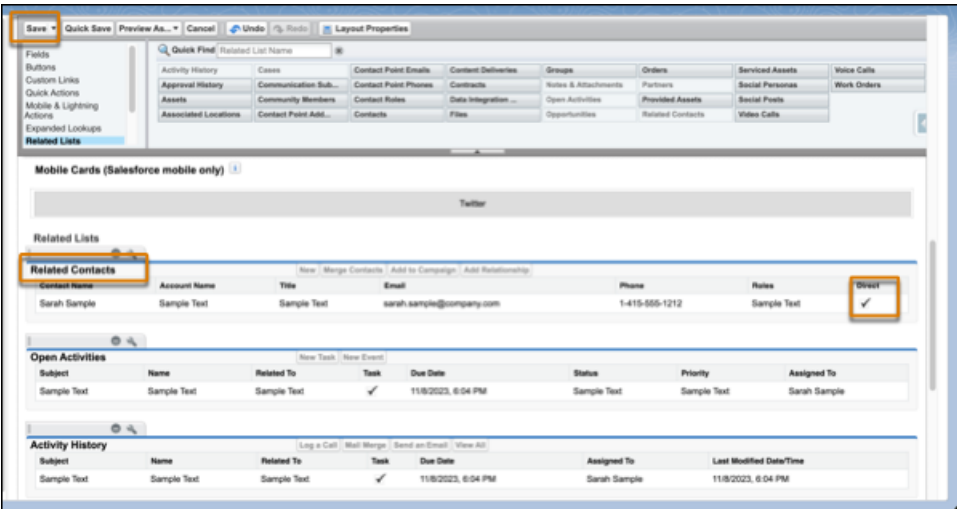 Save Quick Save Preview As... Cancel Undo Redo Layout Properties
Fields
Buttons
Custom Links
Quick Actions
Mobile & Lightning
Actions
Expanded Lookups
Related Lists
Quick Find Related List Name
Activity History Cases Contact Point Emails Content Deliveries Groups Orders Serviced Assets Voice Calls
Approval History Communication Sub... Contact Point Phones Contracts Notes & Attachments Partners Social Personas Work Orders
Assets Community Members Contact Roles Data Integration ... Open Activities Provided Assets Social Posts
Associated Locations Contact Point Add... Contacts Files Opportunities Related Contacts Video Calls
Mobile Cards (Salesforce mobile only) i
Twitter
Related Lists
Related Contacts New Merge Contacts Add to Campaign Add Relationship
Contact Name Account Name Title Email Phone Roles Direct
Sarah Sample Sample Text Sample Text sarah.sample@company.com 1-415-555-1212 Sample Text ✓
Open Activities New Task New Event
Subject Name Related To Task Due Date Status Priority Assigned To
Sample Text Sample Text Sample Text ✓ 11/8/2023, 6:04 PM Sample Text Sample Text Sarah Sample
Activity History Log a Call Mail Merge Send an Email View All
Subject Name Related To Task Due Date Assigned To Last Modified Date/Time
Sample Text Sample Text Sample Text ✓ 11/8/2023, 6:04 PM Sarah Sample 11/8/2023, 6:04 PM